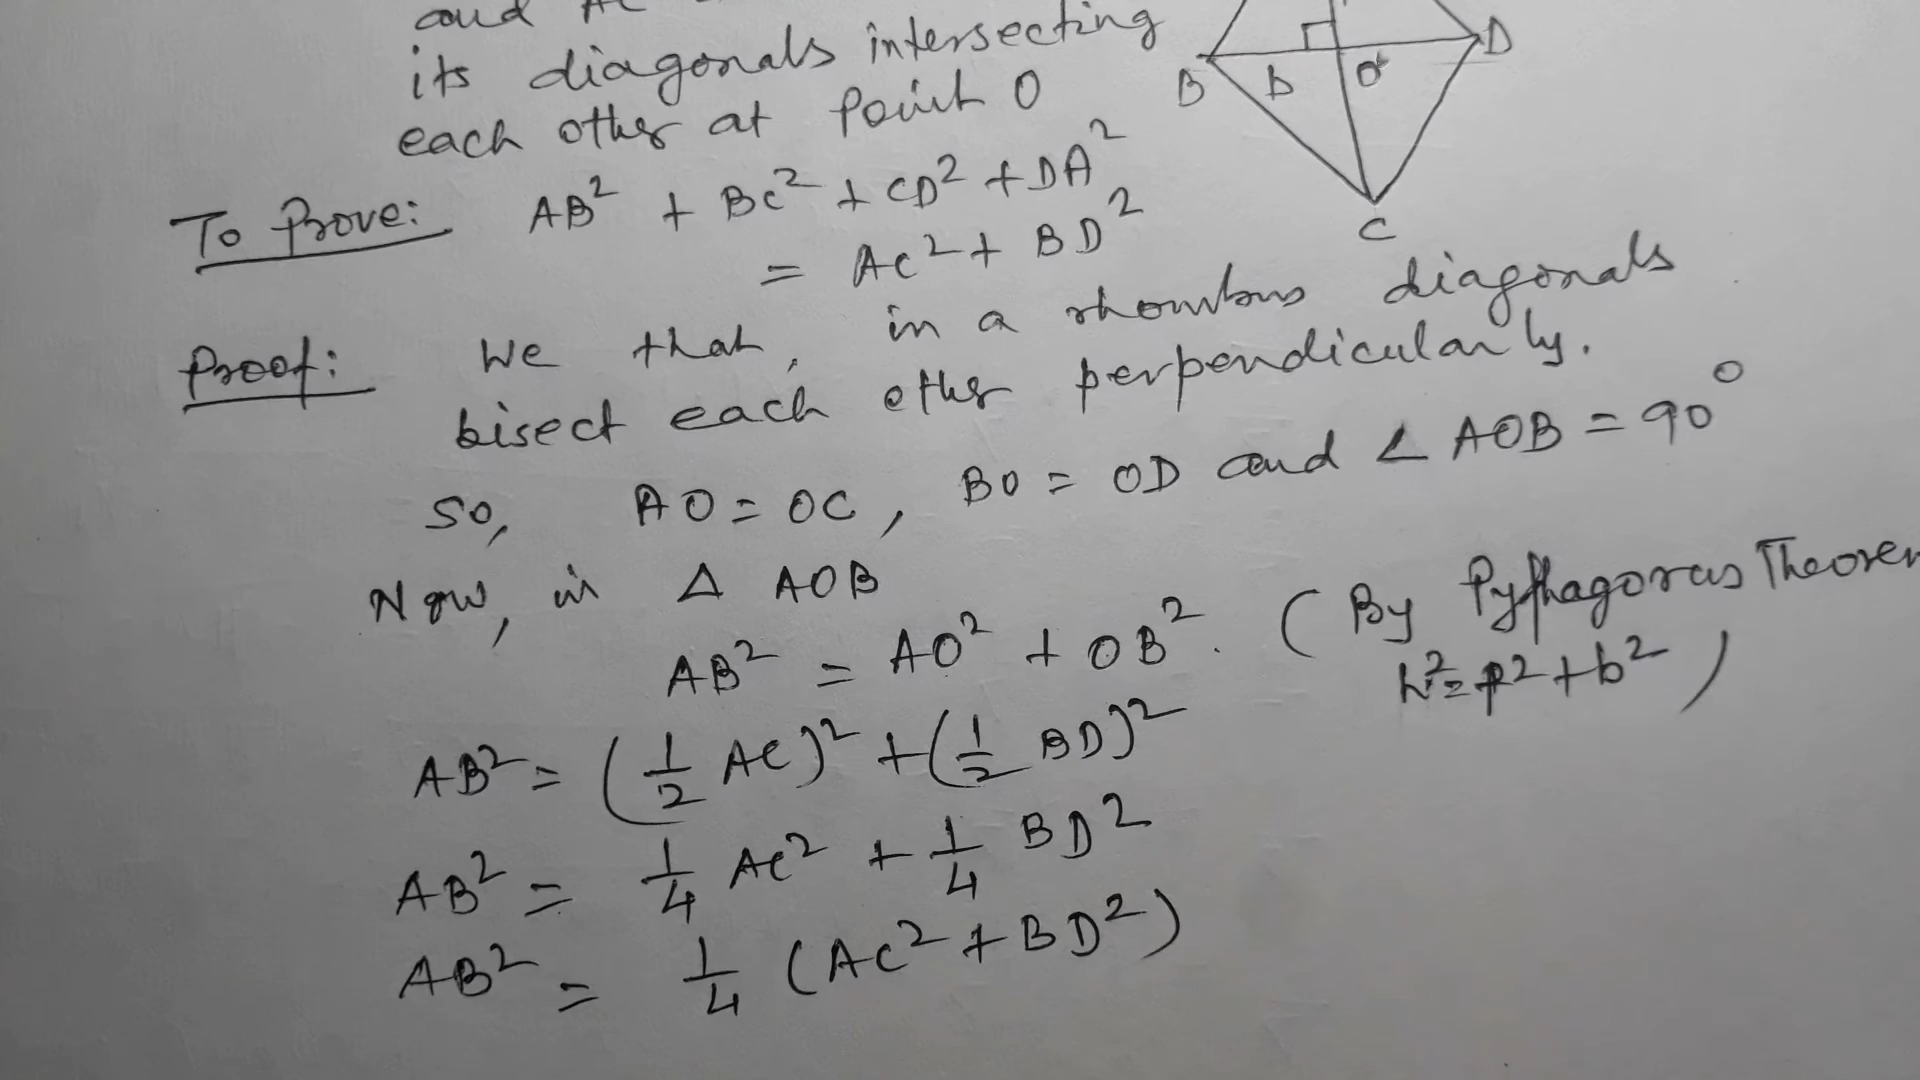 and AC
its diagonals intersecting
each other at point O
B b O D
C
To Prove: AB² + BC² + CD² + DA²
= AC² + BD²
Proof: We that, in a rhombus diagonals
bisect each other perpendicularly.
So, AO = OC, BO = OD and ∠ AOB = 90°
Now, in Δ AOB
AB² = AO² + OB². (By Pythagoras Theorem
h² = p² + b²)
AB² = (1/2 AC)² + (1/2 BD)²
AB² = 1/4 AC² + 1/4 BD²
AB² = 1/4 (AC² + BD²)